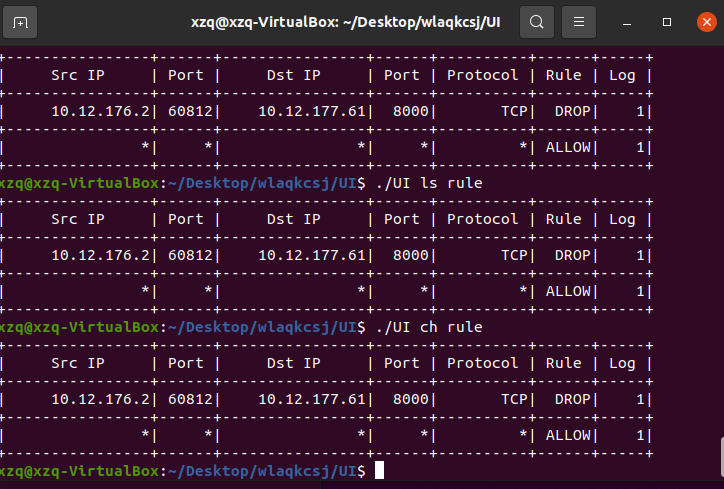 xzq@xzq-VirtualBox: ~/Desktop/wlaqkcsj/UI
+----------------+------+----------------+------+----------+------+-----+
|     Src IP     | Port |     Dst IP     | Port | Protocol | Rule | Log |
+----------------+------+----------------+------+----------+------+-----+
|     10.12.176.2| 60812|    10.12.177.61|  8000|       TCP|  DROP|    1|
+----------------+------+----------------+------+----------+------+-----+
|               *|     *|               *|     *|         *| ALLOW|    1|
+----------------+------+----------------+------+----------+------+-----+
xzq@xzq-VirtualBox:~/Desktop/wlaqkcsj/UI$ ./UI ls rule
+----------------+------+----------------+------+----------+------+-----+
|     Src IP     | Port |     Dst IP     | Port | Protocol | Rule | Log |
+----------------+------+----------------+------+----------+------+-----+
|     10.12.176.2| 60812|    10.12.177.61|  8000|       TCP|  DROP|    1|
+----------------+------+----------------+------+----------+------+-----+
|               *|     *|               *|     *|         *| ALLOW|    1|
+----------------+------+----------------+------+----------+------+-----+
xzq@xzq-VirtualBox:~/Desktop/wlaqkcsj/UI$ ./UI ch rule
+----------------+------+----------------+------+----------+------+-----+
|     Src IP     | Port |     Dst IP     | Port | Protocol | Rule | Log |
+----------------+------+----------------+------+----------+------+-----+
|     10.12.176.2| 60812|    10.12.177.61|  8000|       TCP|  DROP|    1|
+----------------+------+----------------+------+----------+------+-----+
|               *|     *|               *|     *|         *| ALLOW|    1|
+----------------+------+----------------+------+----------+------+-----+
xzq@xzq-VirtualBox:~/Desktop/wlaqkcsj/UI$